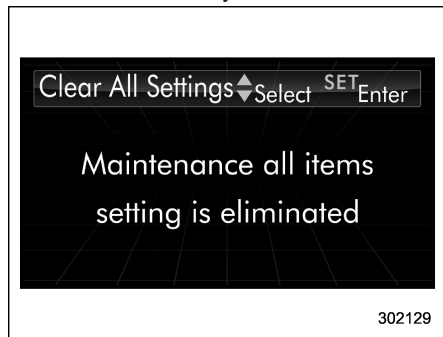 Clear All Settings Select SET Enter
Maintenance all items
setting is eliminated
302129